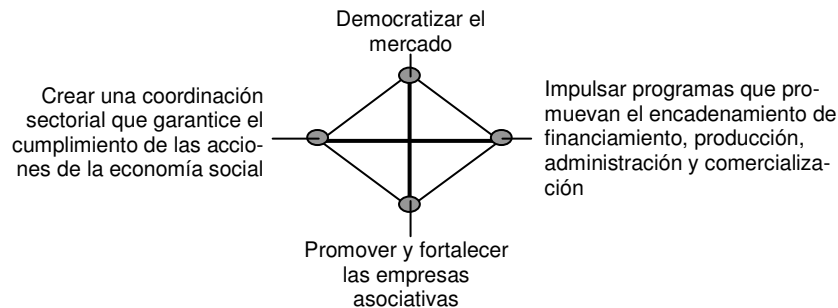 Democratizar el
mercado
Crear una coordinación
sectorial que garantice el
cumplimiento de las accio-
nes de la economía social
Impulsar programas que pro-
muevan el encadenamiento de
financiamiento, producción,
administración y comercializa-
ción
Promover y fortalecer
las empresas
asociativas